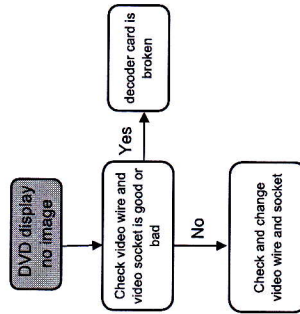 DVD display
no image
Check video wire and
video socket is good or
bad
Yes
decoder card is
broken
No
Check and change
video wire and socket